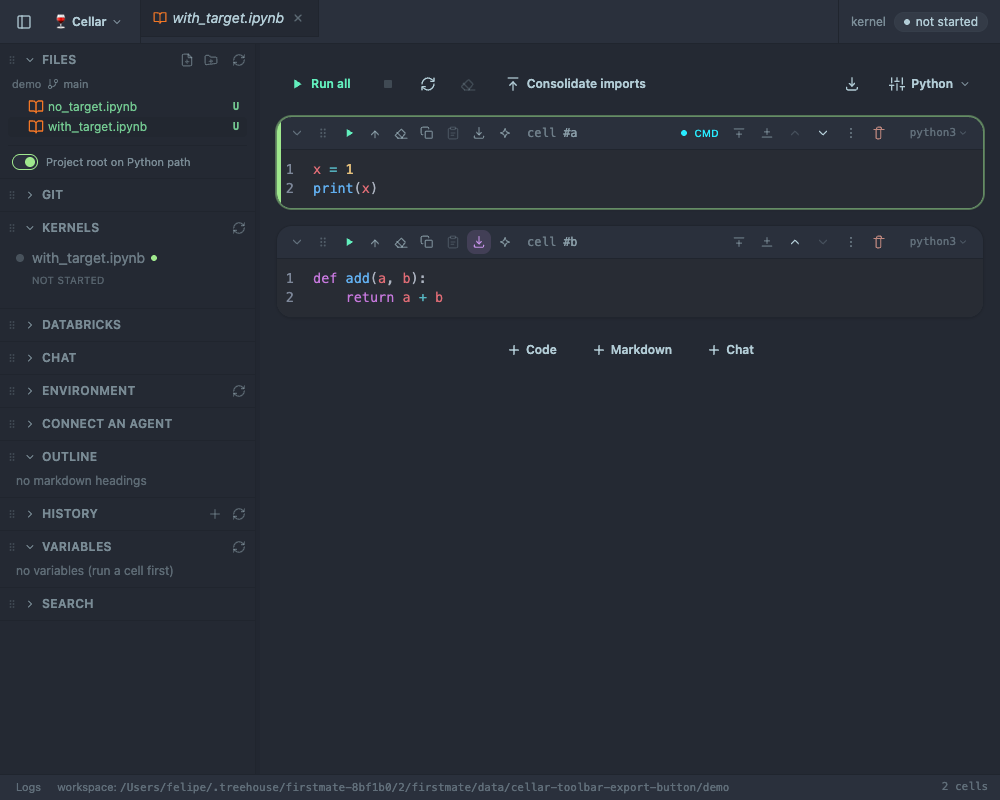 Cellar
with_target.ipynb
kernel
not started
FILES
demo main
no_target.ipynb U
with_target.ipynb U
Project root on Python path
GIT
KERNELS
with_target.ipynb
NOT STARTED
DATABRICKS
CHAT
ENVIRONMENT
CONNECT AN AGENT
OUTLINE
no markdown headings
HISTORY
VARIABLES
no variables (run a cell first)
SEARCH
Run all
Consolidate imports
Python
cell #a
CMD
python3
1 x = 1
2 print(x)
cell #b
python3
1 def add(a, b):
2     return a + b
+ Code
+ Markdown
+ Chat
Logs
workspace: /Users/felipe/.treehouse/firstmate-8bf1b0/2/firstmate/data/cellar-toolbar-export-button/demo
2 cells